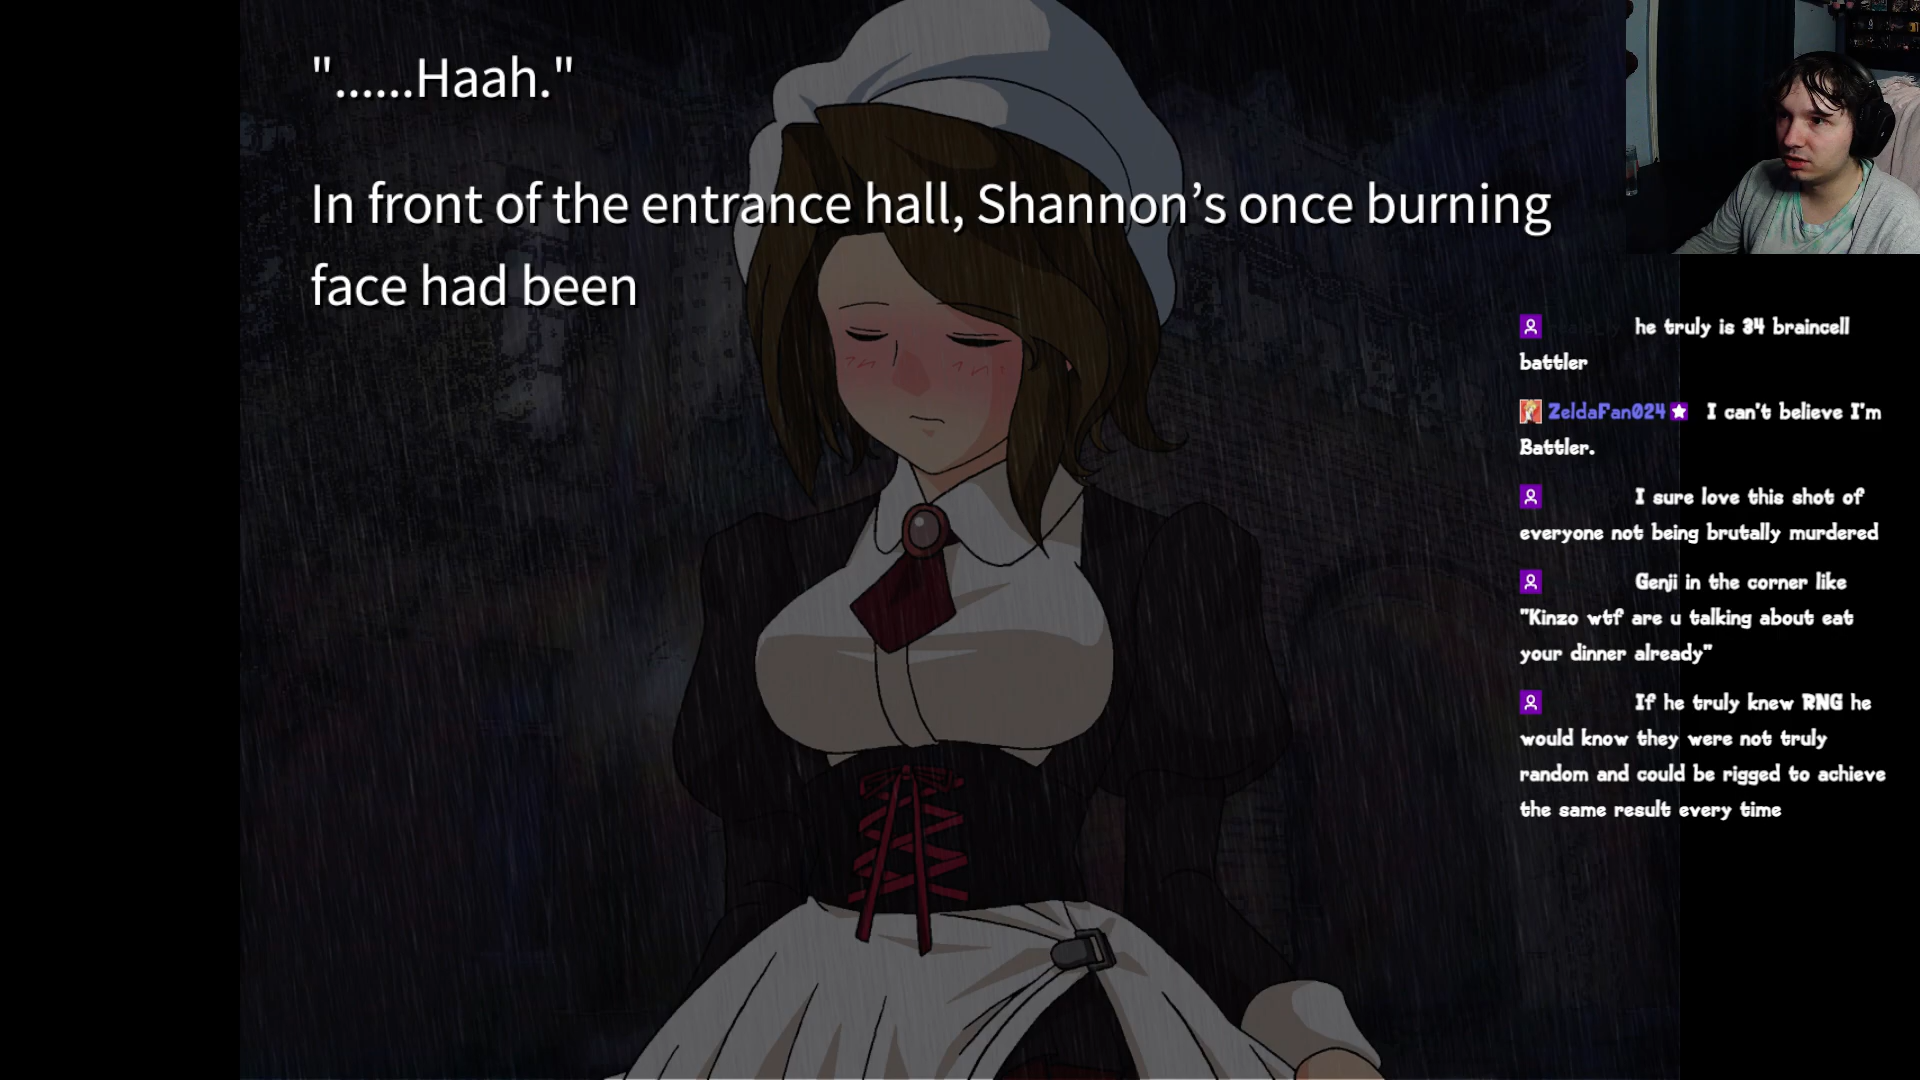 "......Haah."
In front of the entrance hall, Shannon’s once burning
face had been
he truly is 34 braincell
battler
ZeldaFan024 I can't believe I'm
Battler.
I sure love this shot of
everyone not being brutally murdered
Genji in the corner like
"Kinzo wtf are u talking about eat
your dinner already"
If he truly knew RNG he
would know they were not truly
random and could be rigged to achieve
the same result every time